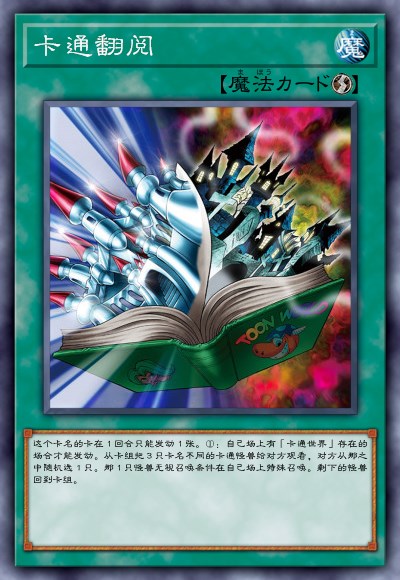 卡通翻阅
魔
まほう
【魔法カード】
TOON W
这个卡名的卡在1回合只能发动1张。①：自己场上有「卡通世界」存在的
场合才能发动。从卡组把3只卡名不同的卡通怪兽给对方观看，对方从那之
中随机选1只。那1只怪兽无视召唤条件在自己场上特殊召唤。剩下的怪兽
回到卡组。